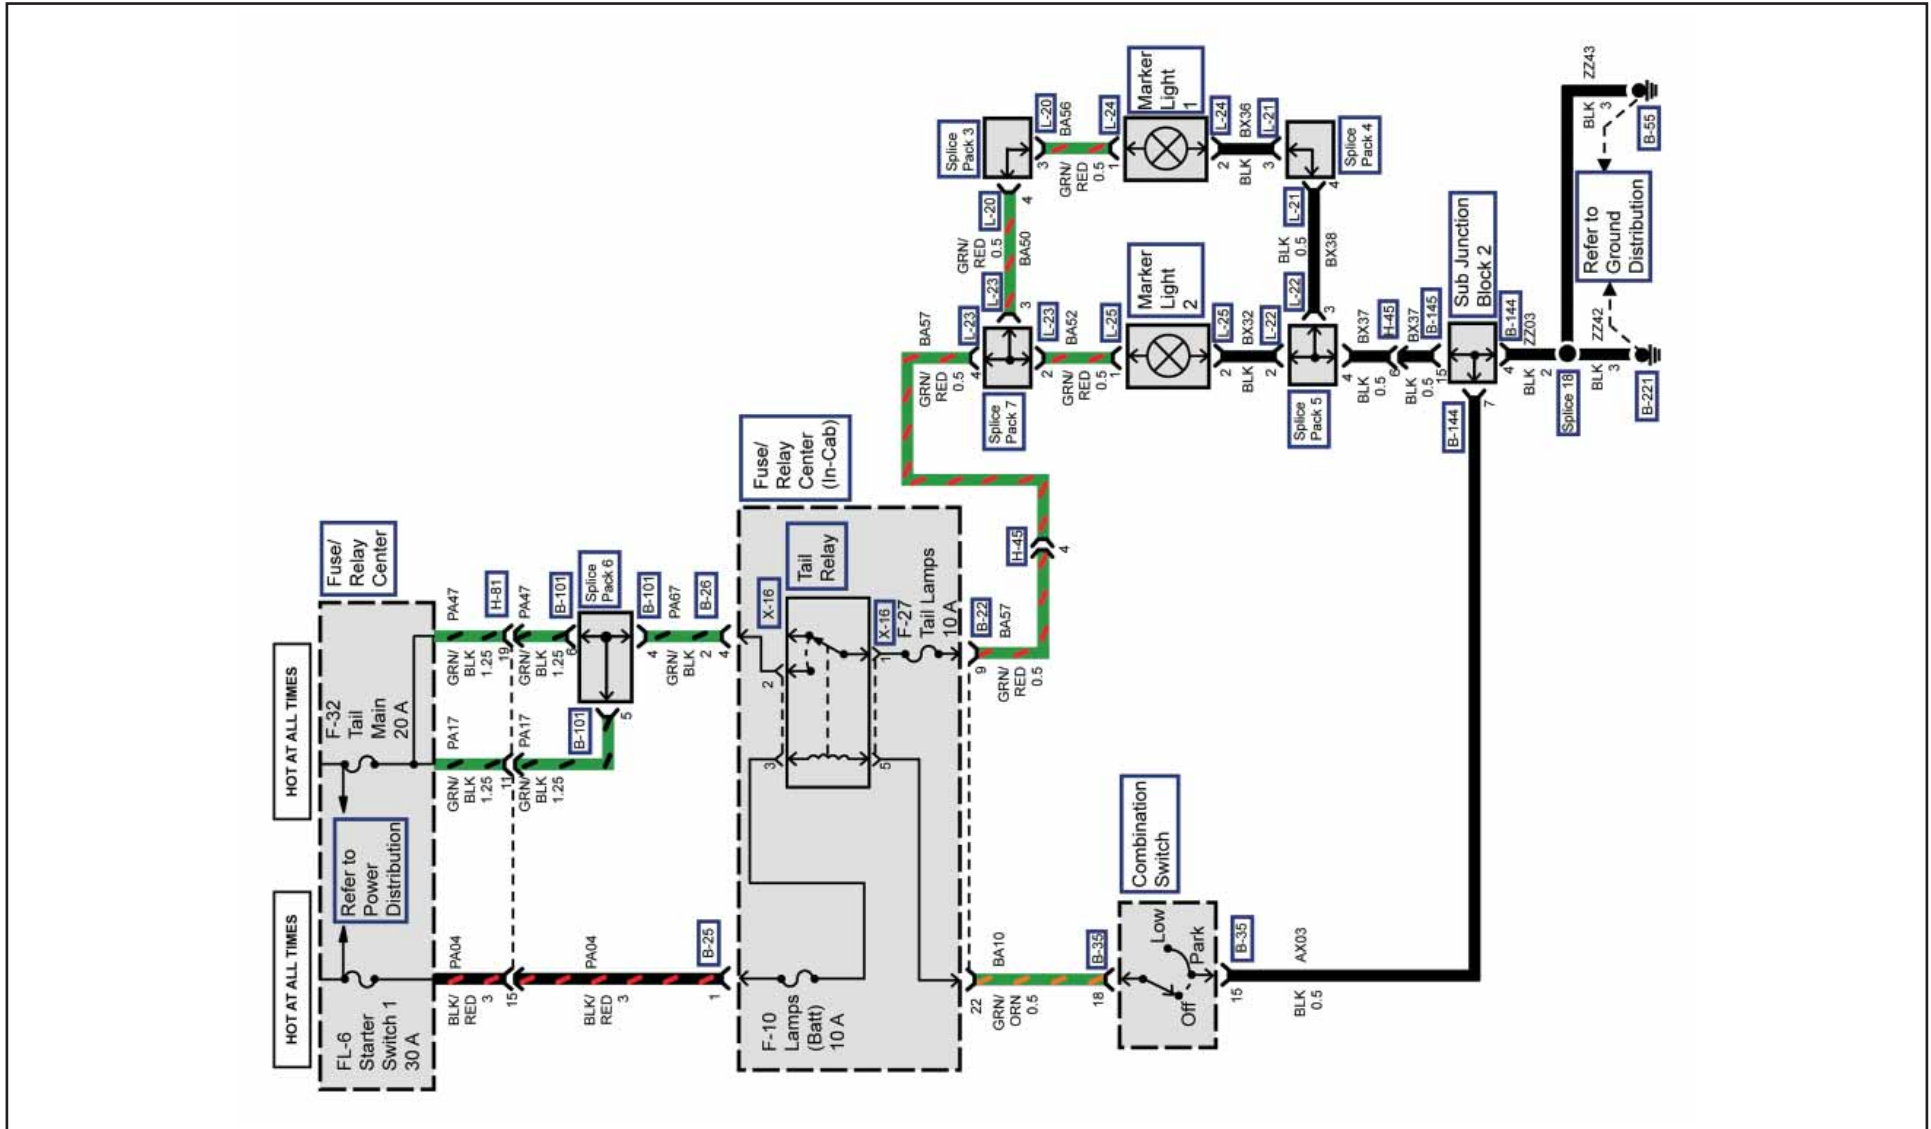 HOT AT ALL TIMES
HOT AT ALL TIMES
Fuse/
Relay
Center
F-32
Tail
Main
20 A
Refer to
Power
Distribution
FL-6
Starter
Switch 1
30 A
PA47
GRN/
BLK
1.25
H-81
19
PA47
GRN/
BLK
1.25
B-101
6
Splice
Pack 6
B-101
4
PA67
GRN/
BLK
2
B-26
4
PA17
GRN/
BLK
1.25
11
PA17
GRN/
BLK
1.25
B-101
5
PA04
BLK/
RED
3
15
PA04
BLK/
RED
3
B-25
1
Fuse/
Relay
Center
(In-Cab)
X-16
Tail
Relay
2
3
X-16
1
5
F-27
Tail Lamps
10 A
F-10
Lamps
(Batt)
10 A
B-22
9
BA57
GRN/
RED
0.5
H-45
4
22
BA10
GRN/
ORN
0.5
B-35
18
Combination
Switch
Low
Park
Off
B-35
15
AX03
BLK
0.5
BA57
GRN/
RED
0.5
L-23
4
Splice
Pack 7
L-23
3
BA50
GRN/
RED
0.5
L-20
4
Splice
Pack 3
L-20
3
BA56
GRN/
RED
0.5
L-24
1
Marker
Light
1
L-24
2
BX36
BLK
L-21
3
Splice
Pack 4
L-21
4
BLK
0.5
BX38
L-22
3
L-23
2
BA52
GRN/
RED
0.5
L-25
1
Marker
Light
2
L-25
2
BX32
BLK
L-22
2
Splice
Pack 5
4
BX37
BLK
0.5
H-45
6
BX37
BLK
0.5
B-145
15
Sub Junction
Block 2
B-144
7
B-144
4
ZZ03
BLK
2
Splice 18
ZZ42
BLK
3
B-221
ZZ43
BLK
3
B-55
Refer to
Ground
Distribution